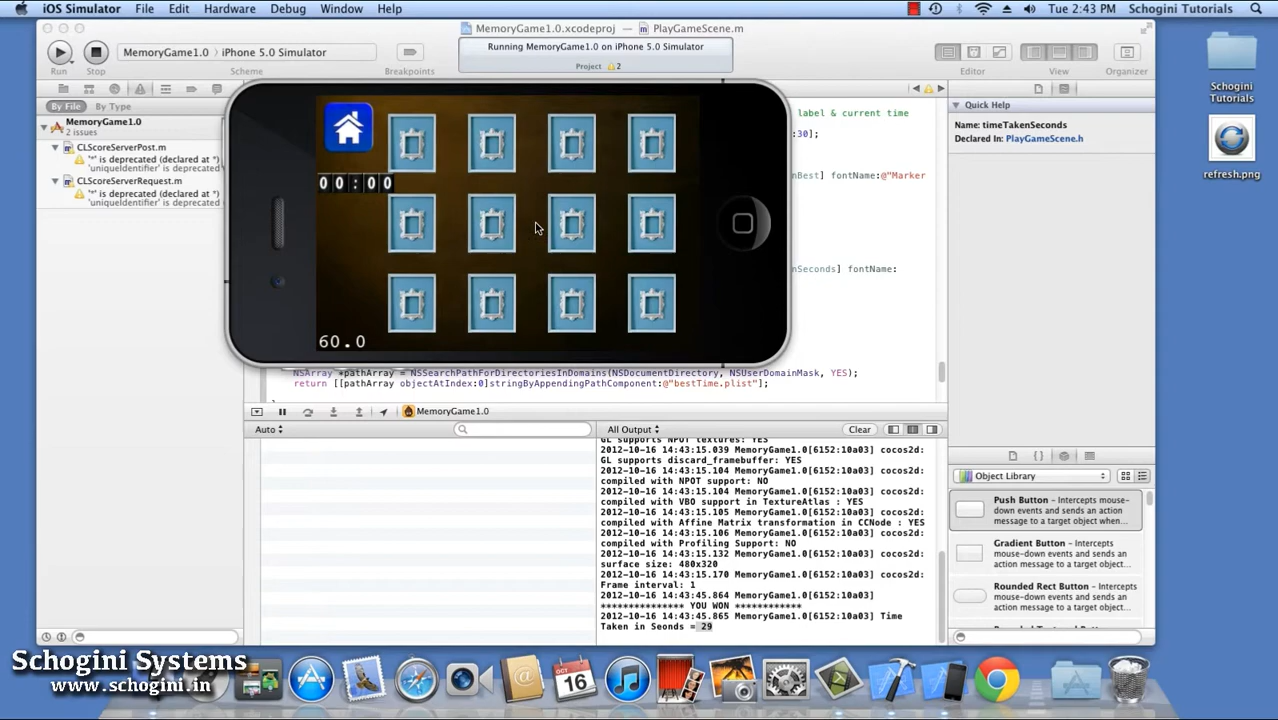 iOS Simulator File Edit Debug Window Help Tue 2:43 PM Schogini Tutorials
MemoryGame1.0.xcodeproj — PlayGameScene.m
Running MemoryGame1.0 on iPhone 5.0 Simulator
Project 2
MemoryGame1.0 〉 iPhone 5.0 Simulator
Run Stop Scheme Breakpoints Editor View Organizer
By File By Type
MemoryGame1.0
2 issues
CLScoreServerPost.m
'*' is deprecated (declared at *)
'uniqueIdentifier' is deprecated
CLScoreServerRequest.m
'*' is deprecated (declared at *)
'uniqueIdentifier' is deprecated
00:00
60.0
label & current time
:30];
nBest] fontName:@"Marker
nSeconds] fontName:
NSArray *pathArray = NSSearchPathForDirectoriesInDomains(NSDocumentDirectory, NSUserDomainMask, YES);
return [[pathArray objectAtIndex:0]stringByAppendingPathComponent:@"bestTime.plist"];
Quick Help
Name: timeTakenSeconds
Declared In: PlayGameScene.h
Schogini
Tutorials
refresh.png
MemoryGame1.0
Auto
All Output
Clear
GL supports NPOT textures: YES
2012-10-16 14:43:15.039 MemoryGame1.0[6152:10a03] cocos2d:
GL supports discard_framebuffer: YES
2012-10-16 14:43:15.104 MemoryGame1.0[6152:10a03] cocos2d:
compiled with NPOT support: NO
2012-10-16 14:43:15.104 MemoryGame1.0[6152:10a03] cocos2d:
compiled with VBO support in TextureAtlas : YES
2012-10-16 14:43:15.105 MemoryGame1.0[6152:10a03] cocos2d:
compiled with Affine Matrix transformation in CCNode : YES
2012-10-16 14:43:15.106 MemoryGame1.0[6152:10a03] cocos2d:
compiled with Profiling Support: NO
2012-10-16 14:43:15.132 MemoryGame1.0[6152:10a03] cocos2d:
surface size: 480x320
2012-10-16 14:43:15.170 MemoryGame1.0[6152:10a03] cocos2d:
Frame interval: 1
2012-10-16 14:43:45.864 MemoryGame1.0[6152:10a03]
*************** YOU WON ************
2012-10-16 14:43:45.865 MemoryGame1.0[6152:10a03] Time
Taken in Seonds = 29
Object Library
Push Button – Intercepts mouse-
down events and sends an action
message to a target object when...
Gradient Button – Intercepts
mouse-down events and sends an
action message to a target object...
Rounded Rect Button – Intercepts
mouse-down events and sends an
action message to a target object...
Schogini Systems
www.schogini.in
OCT
16